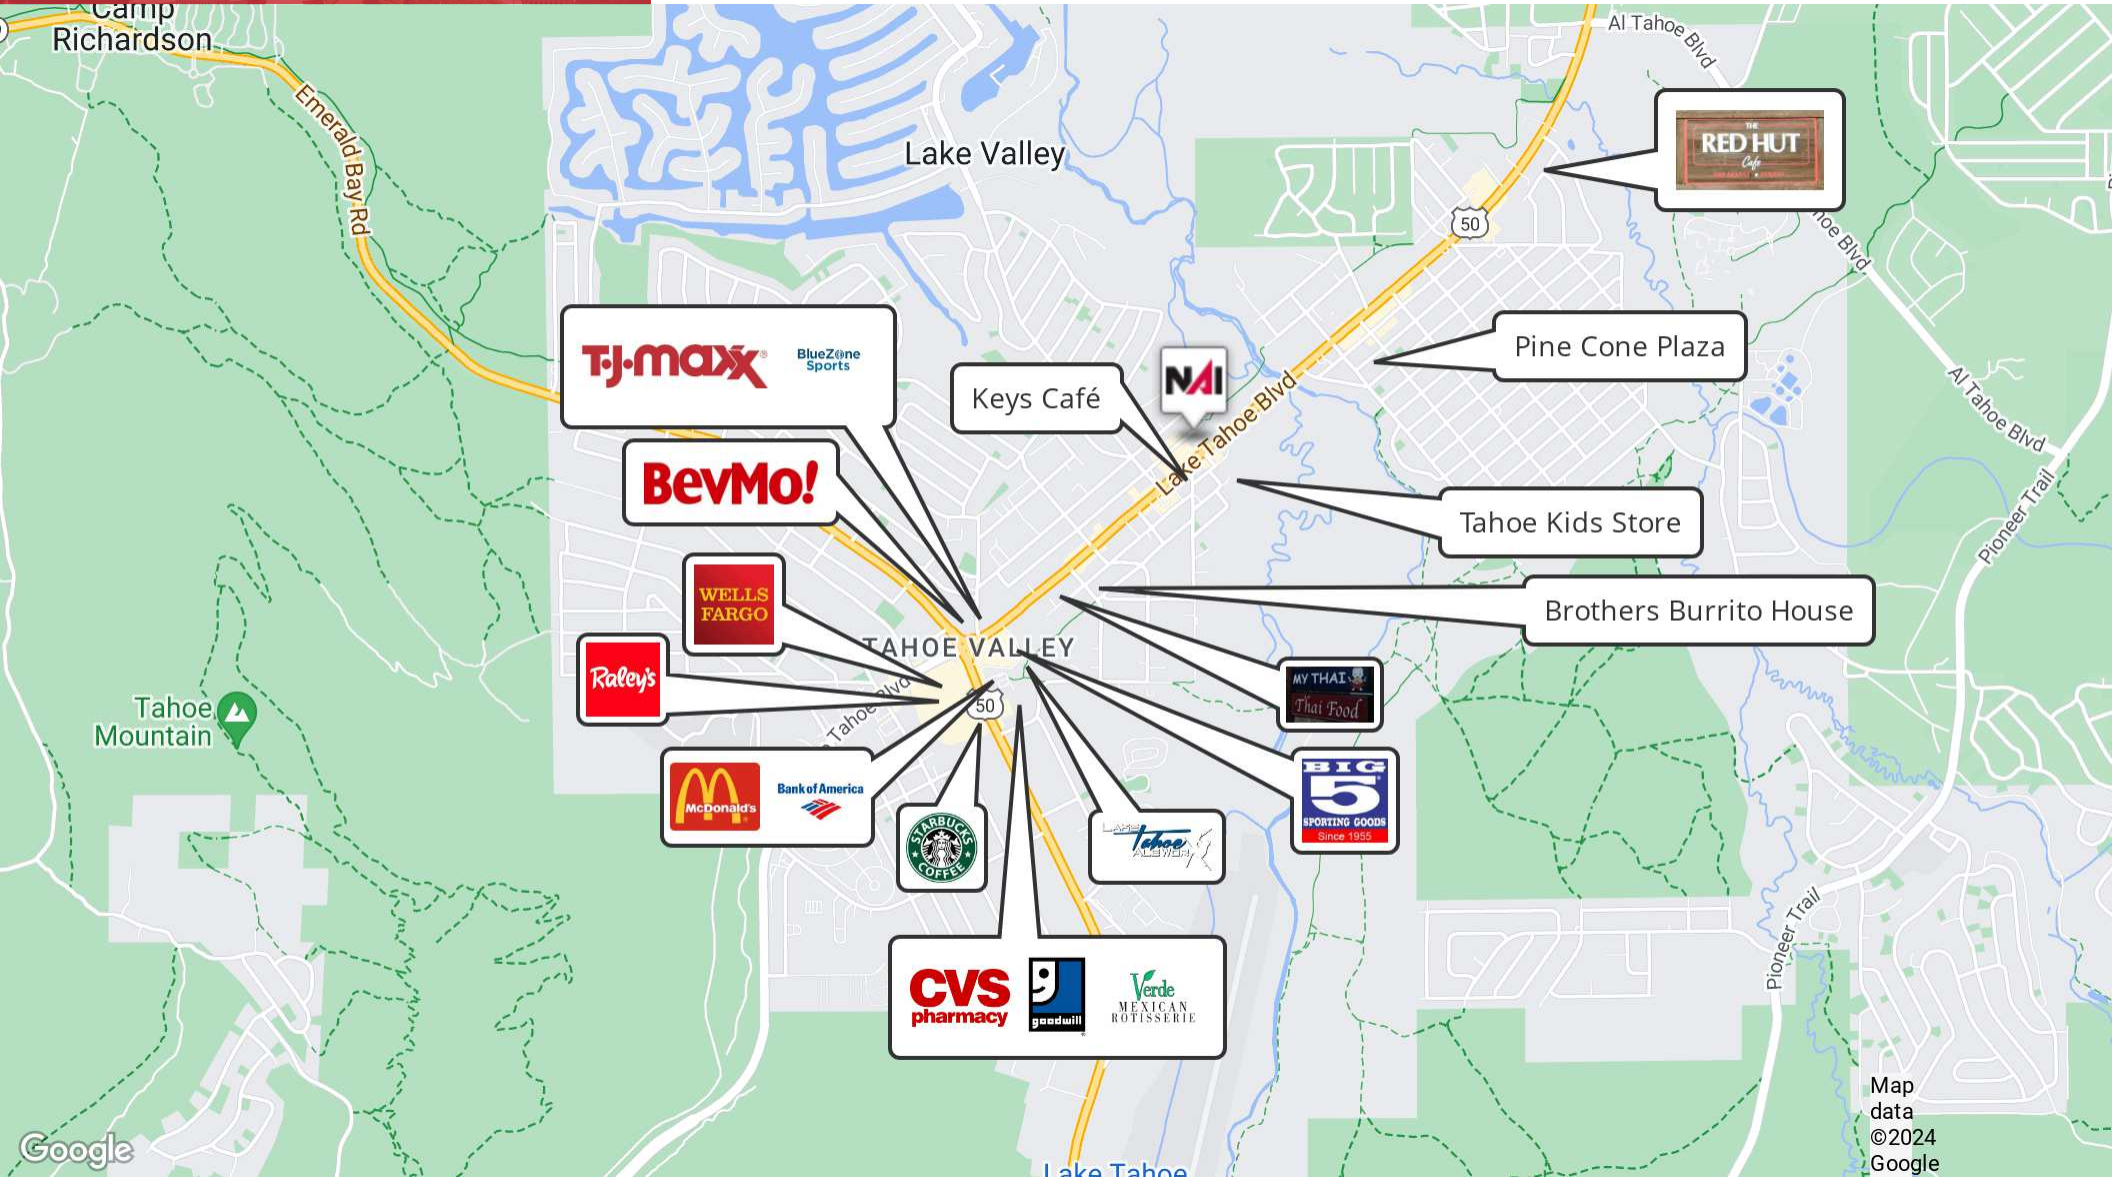 Camp
Richardson
Al Tahoe Blvd
Emerald Bay Rd
THE
RED HUT
Cafe
Lake Valley
50
Tahoe Blvd
T·J·maxx
BlueZone
Sports
Pine Cone Plaza
Keys Café
NAI
Lake Tahoe Blvd
Al Tahoe Blvd
BevMo!
Tahoe Kids Store
Pioneer Trail
WELLS
FARGO
Brothers Burrito House
TAHOE VALLEY
Raley's
MY THAI
Thai Food
Tahoe
Mountain
50
Tahoe Blvd
McDonald's
Bank of America
BIG
5
SPORTING GOODS
Since 1955
STARBUCKS
COFFEE
LAKE
Tahoe
Pioneer Trail
CVS
pharmacy
goodwill
Verde
MEXICAN
ROTISSERIE
Map
data
©2024
Google
Google
Lake Tahoe